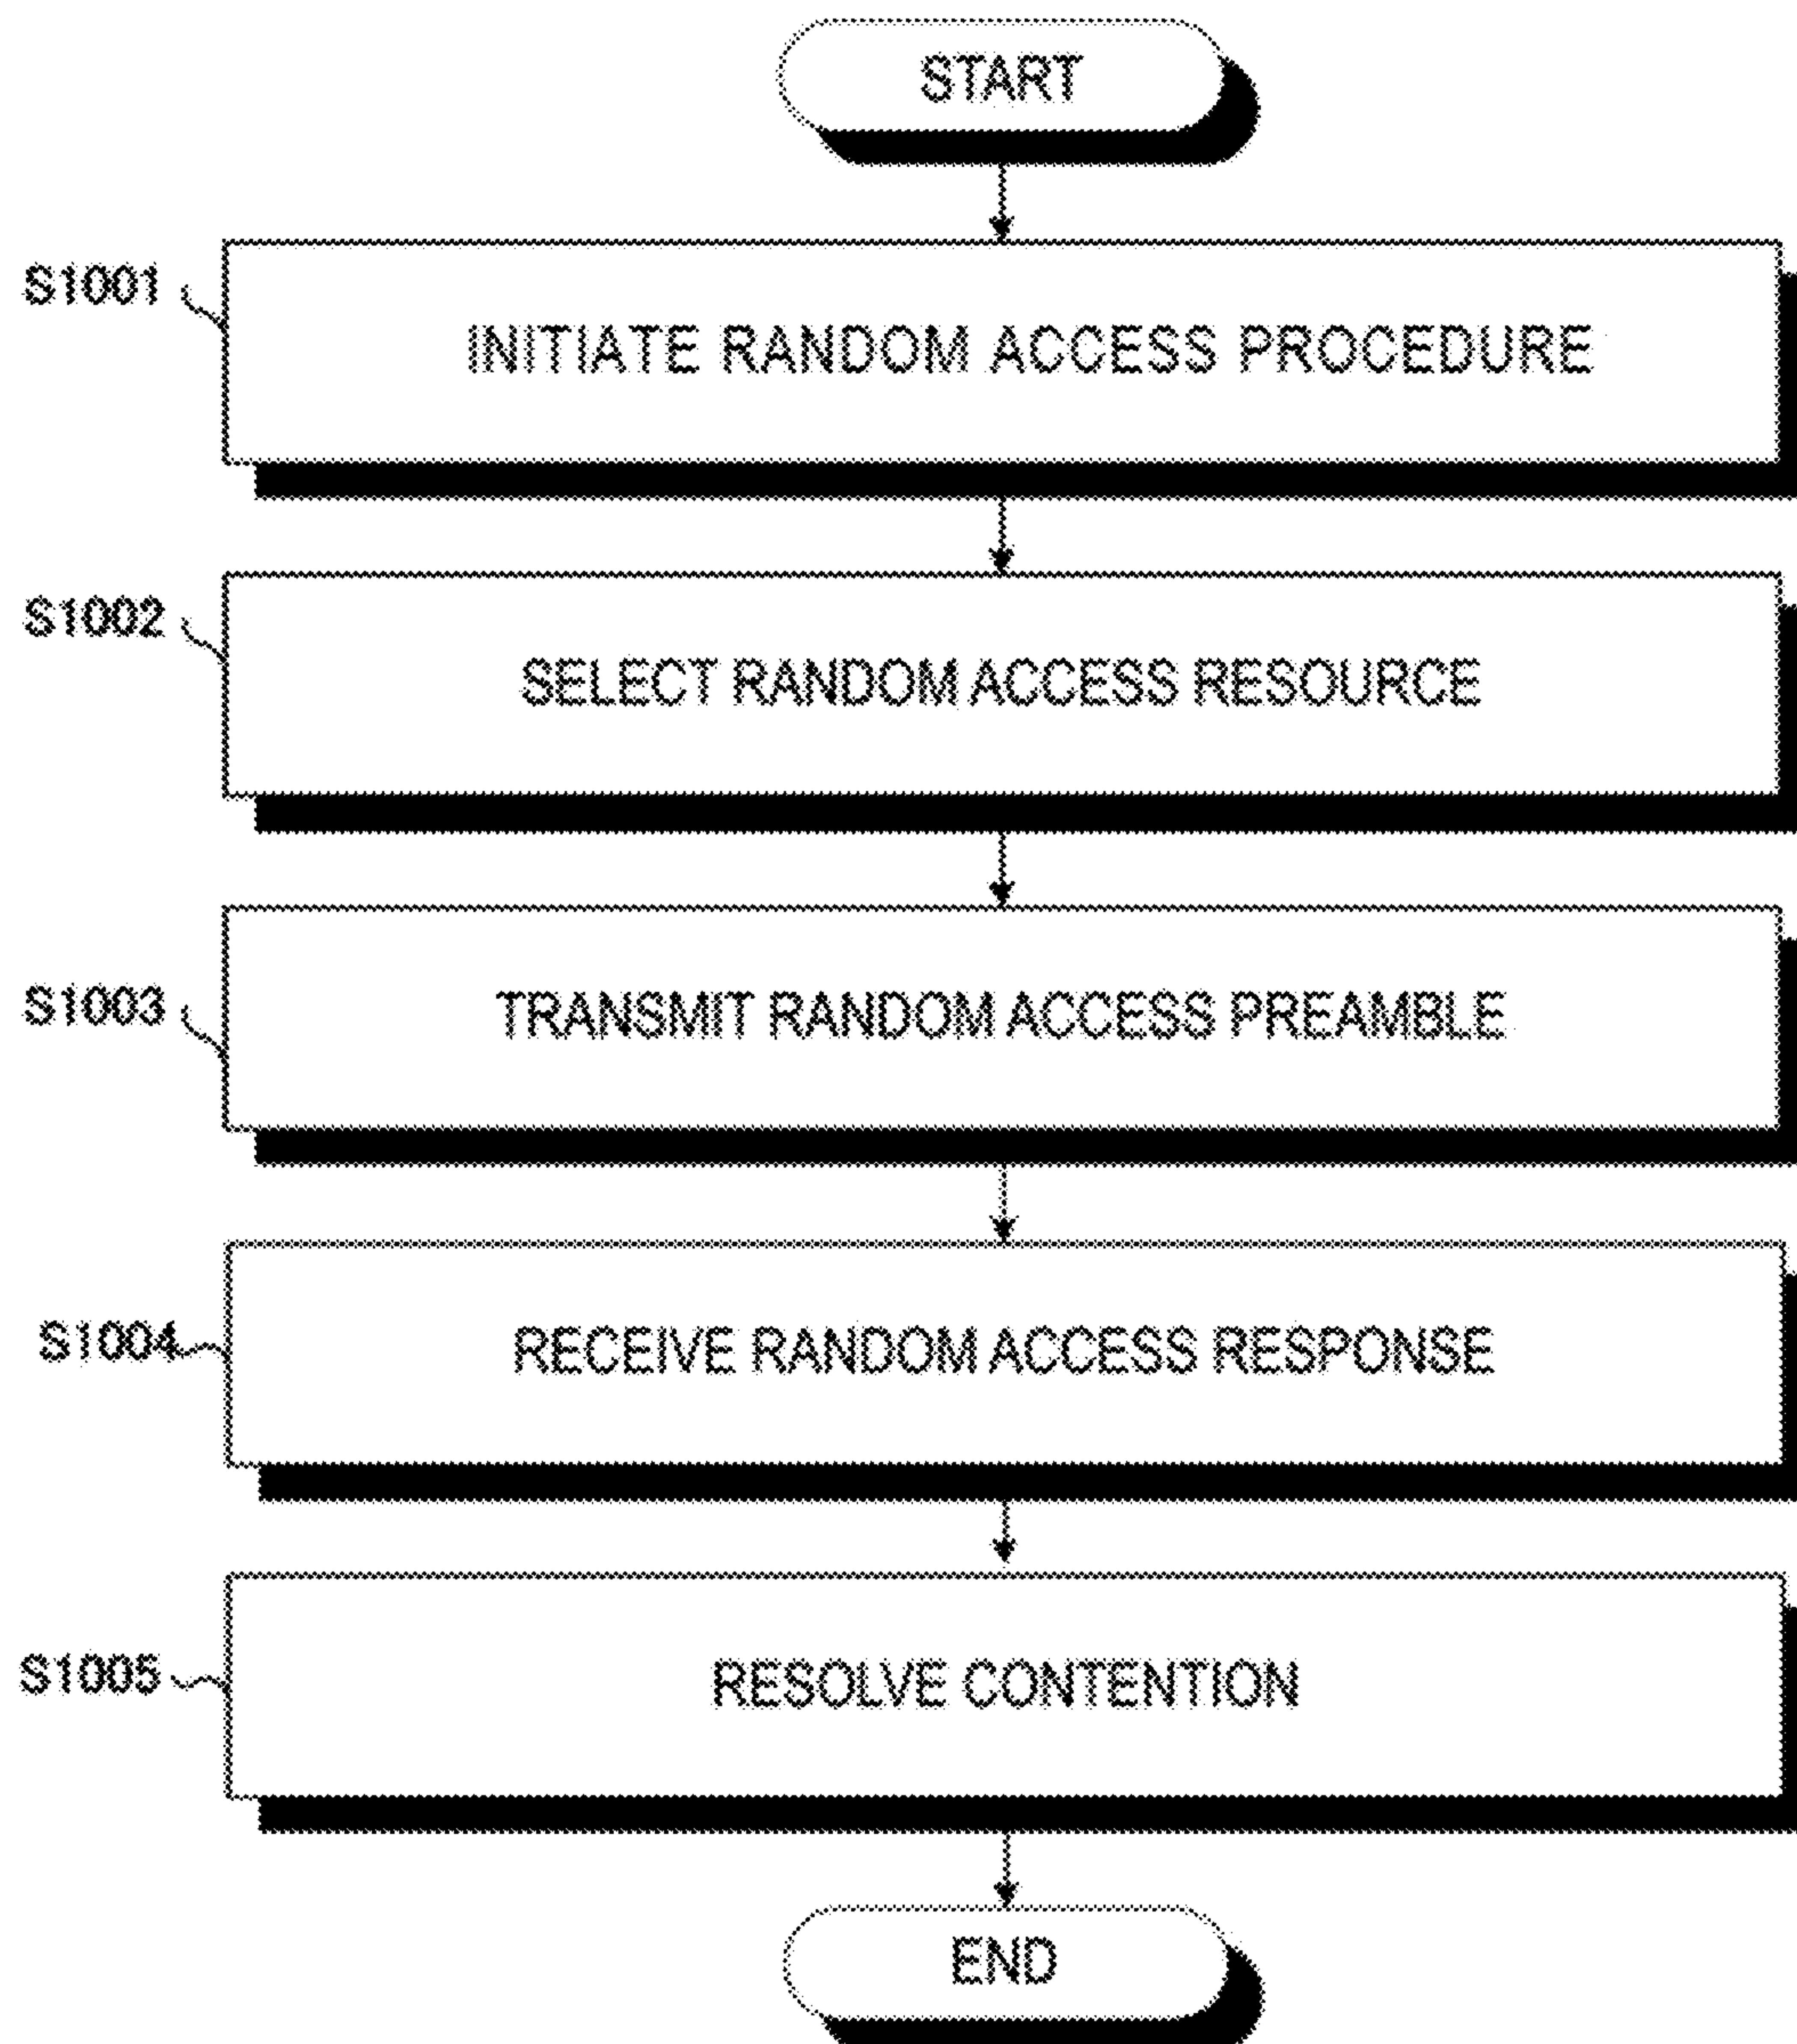 START
S1001
INITIATE RANDOM ACCESS PROCEDURE
S1002
SELECT RANDOM ACCESS RESOURCE
S1003
TRANSMIT RANDOM ACCESS PREAMBLE
S1004
RECEIVE RANDOM ACCESS RESPONSE
S1005
RESOLVE CONTENTION
END